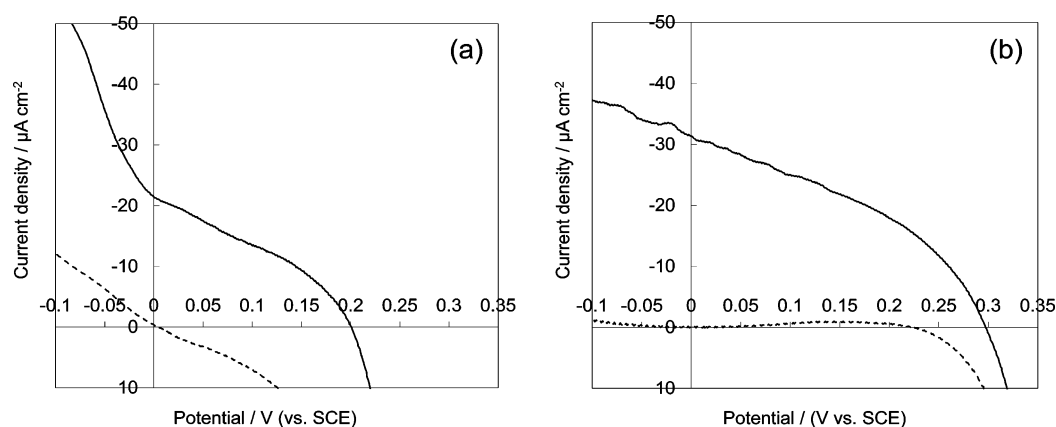 (a)
Current density / µA cm-2
-50
-40
-30
-20
-10
0
10
-0.1 -0.05 0 0.05 0.1 0.15 0.2 0.25 0.3 0.35
Potential / V (vs. SCE)
(b)
Current density / µA cm-2
-50
-40
-30
-20
-10
0
10
-0.1 -0.05 0 0.05 0.1 0.15 0.2 0.25 0.3 0.35
Potential / (V vs. SCE)